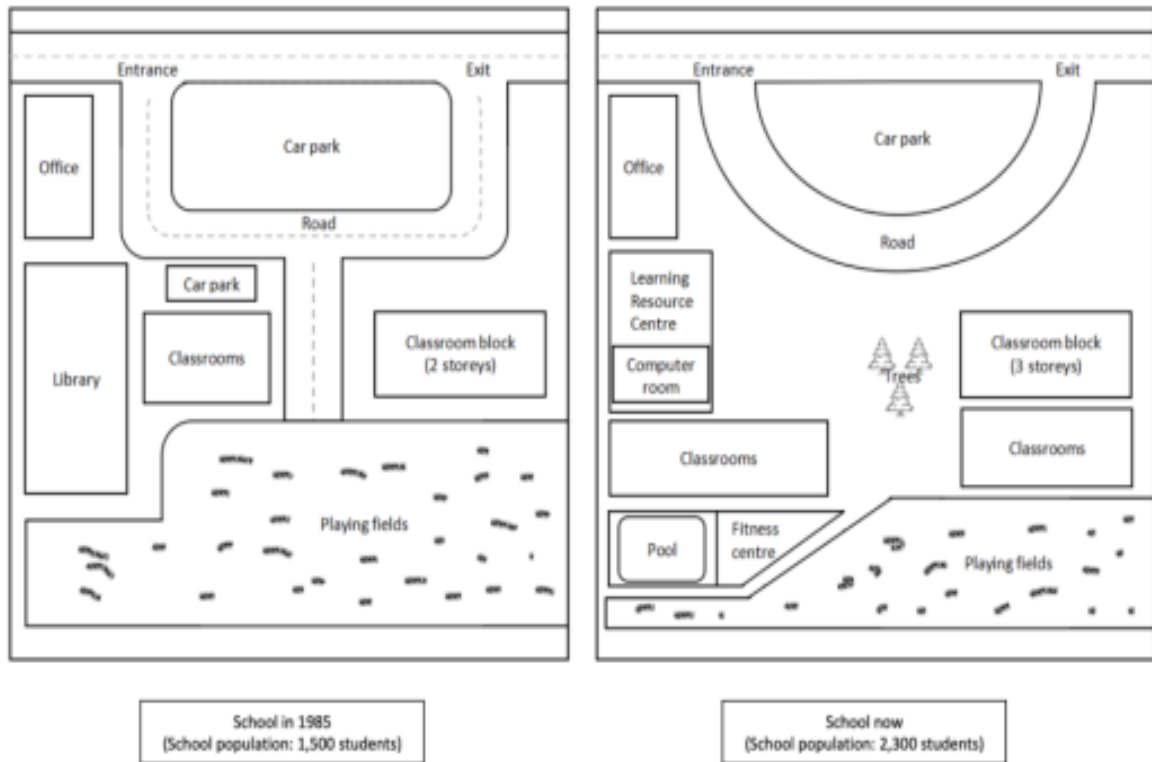 Entrance
Exit
Car park
Office
Road
Car park
Classrooms
Library
Classroom block
(2 storeys)
Playing fields
School in 1985
(School population: 1,500 students)
Entrance
Exit
Car park
Office
Road
Learning
Resource
Centre
Computer
room
Trees
Classroom block
(3 storeys)
Classrooms
Classrooms
Pool
Fitness
centre
Playing fields
School now
(School population: 2,300 students)